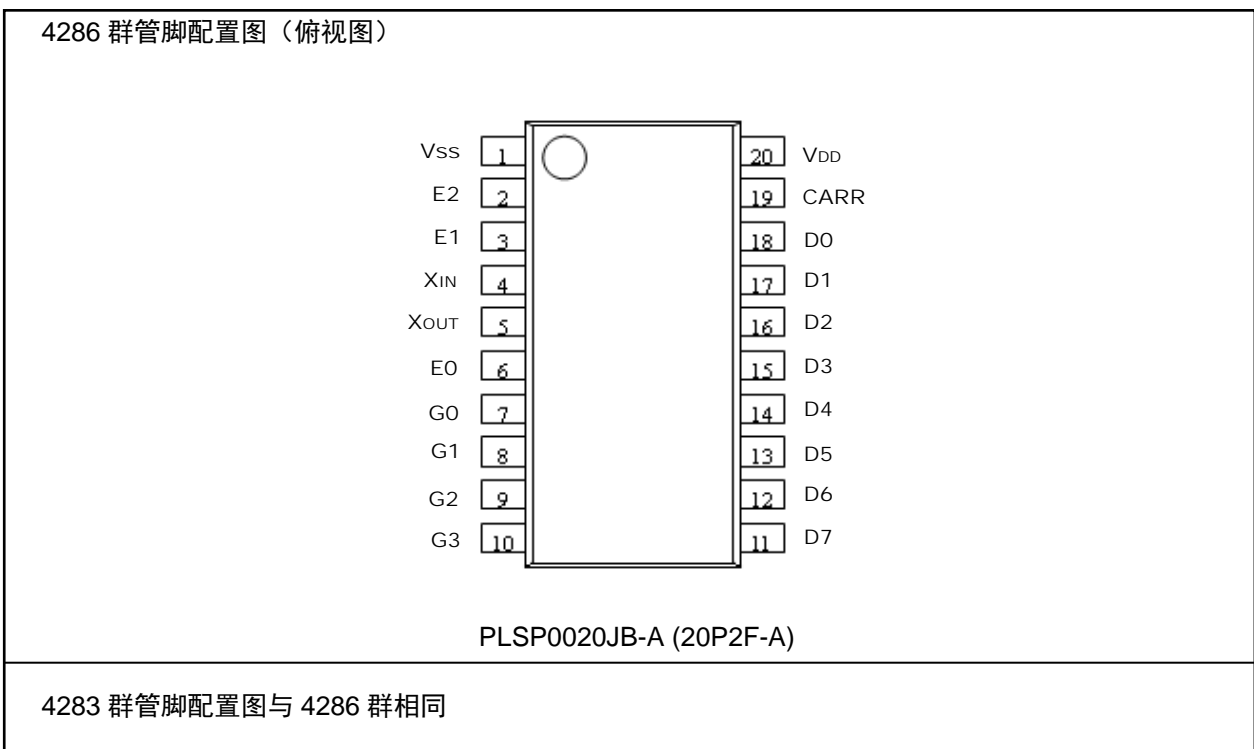 4286 群管脚配置图（俯视图）
VSS 1 20 VDD
E2 2 19 CARR
E1 3 18 D0
XIN 4 17 D1
XOUT 5 16 D2
E0 6 15 D3
G0 7 14 D4
G1 8 13 D5
G2 9 12 D6
G3 10 11 D7
PLSP0020JB-A (20P2F-A)
4283 群管脚配置图与 4286 群相同